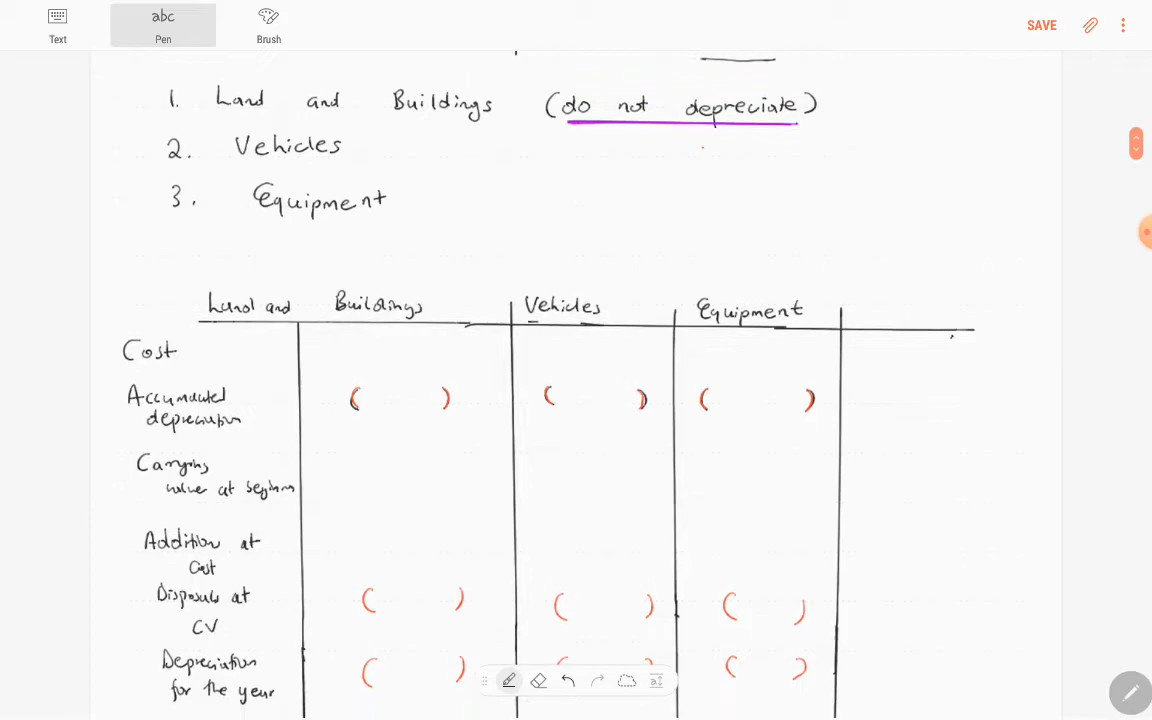 abc
Text
Pen
Brush
SAVE
1. Land and Buildings (do not depreciate)
2. Vehicles
3. Equipment
Land and Buildings Vehicles Equipment
Cost
Accumulated depreciation ( ) ( ) ( )
Carrying
value at beginning
Addition at
Cost
Disposals at ( ) ( ) ( )
CV
Depreciation ( ) ( ) ( )
for the year